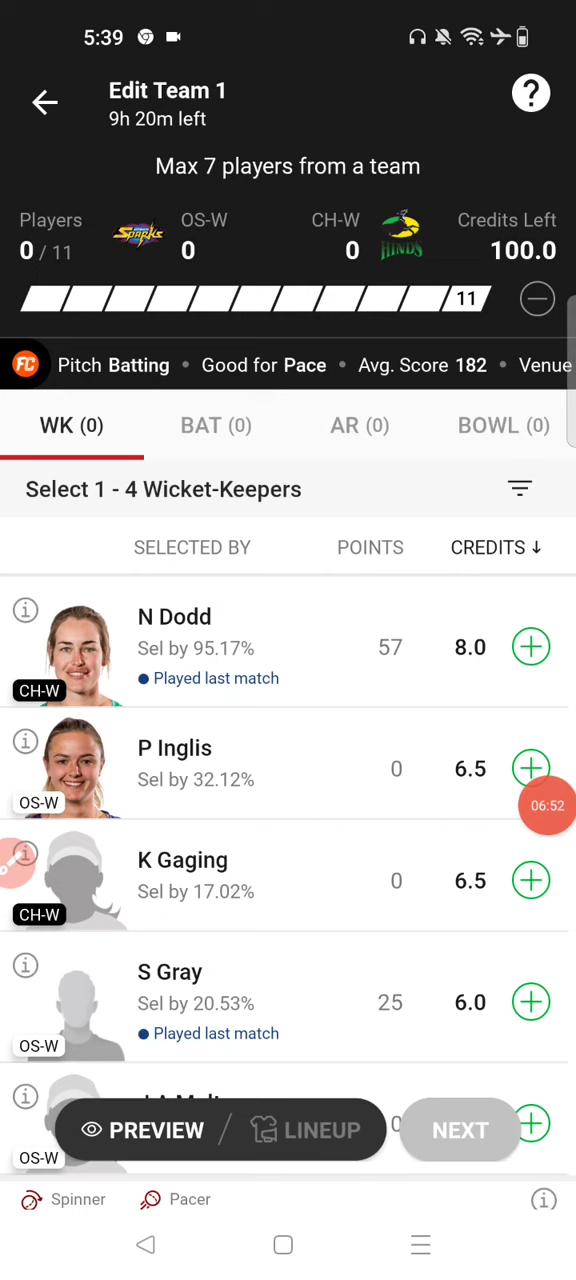 5:39
Edit Team 1
9h 20m left
?
Max 7 players from a team
Players OS-W CH-W Credits Left
0 / 11 SPARKS 0 0 HINDS 100.0
11
FC Pitch Batting • Good for Pace • Avg. Score 182 • Venue
WK (0) BAT (0) AR (0) BOWL (0)
Select 1 - 4 Wicket-Keepers
SELECTED BY POINTS CREDITS ↓
N Dodd
Sel by 95.17% 57 8.0
CH-W Played last match
P Inglis
Sel by 32.12% 0 6.5
OS-W
06:52
K Gaging
Sel by 17.02% 0 6.5
CH-W
S Gray
Sel by 20.53% 25 6.0
Played last match
OS-W
PREVIEW / LINEUP 0 NEXT
OS-W
Spinner Pacer